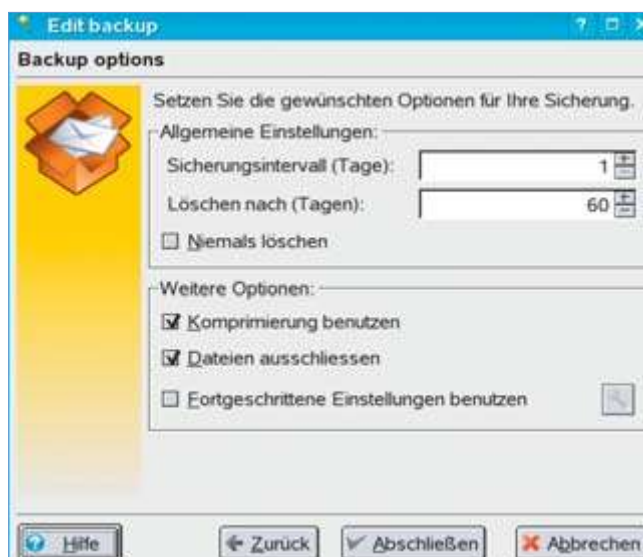 Edit backup
Backup options
Setzen Sie die gewünschten Optionen für Ihre Sicherung.
Allgemeine Einstellungen:
Sicherungsintervall (Tage): 1
Löschen nach (Tagen): 60
Niemals löschen
Weitere Optionen:
Komprimierung benutzen
Dateien ausschliessen
Fortgeschrittene Einstellungen benutzen
Hilfe Zurück Abschließen Abbrechen